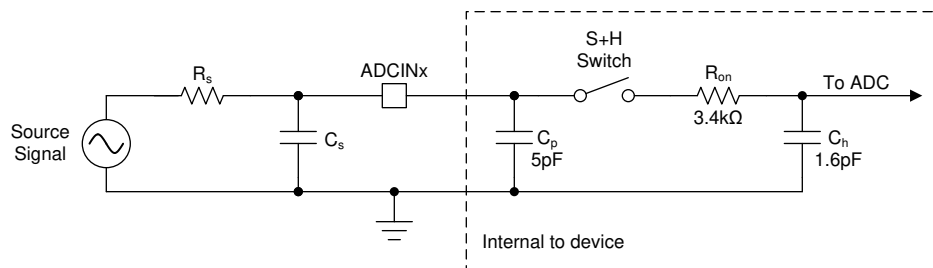 S+H
Switch
ADCINx
Rs
Ron
To ADC
3.4kΩ
Source
Signal
Cs
Cp
5pF
Ch
1.6pF
Internal to device